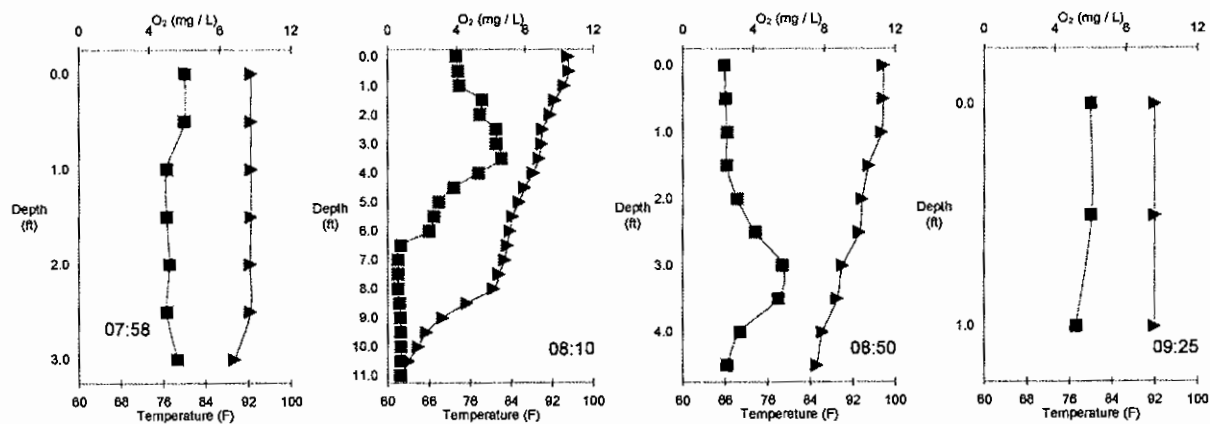 O2 (mg / L)
0 4 8 12
0.0
1.0
Depth
(ft)
2.0
3.0
07:58
60 68 76 84 92 100
Temperature (F)
O2 (mg / L)
0 4 8 12
0.0
1.0
2.0
3.0
4.0
Depth
(ft)
5.0
6.0
7.0
8.0
9.0
10.0
11.0
08:10
60 66 76 84 92 100
Temperature (F)
O2 (mg / L)
0 4 8 12
0.0
1.0
Depth
(ft)
2.0
3.0
4.0
08:50
60 68 76 84 92 100
Temperature (F)
O2 (mg / L)
0 4 8 12
0.0
Depth
(ft)
1.0
09:25
60 68 76 84 92 100
Temperature (F)